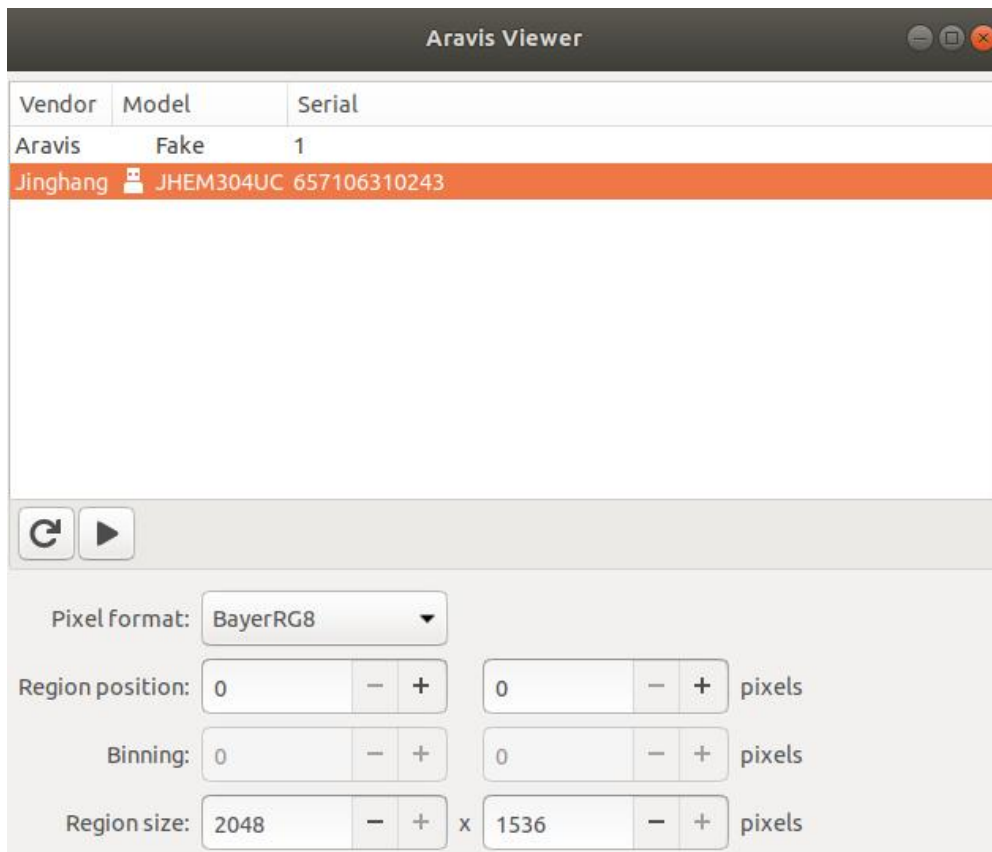 Aravis Viewer
Vendor Model Serial
Aravis Fake 1
Jinghang JHEM304UC 657106310243
Pixel format: BayerRG8
Region position: 0 − + 0 − + pixels
Binning: 0 − + 0 − + pixels
Region size: 2048 − + x 1536 − + pixels